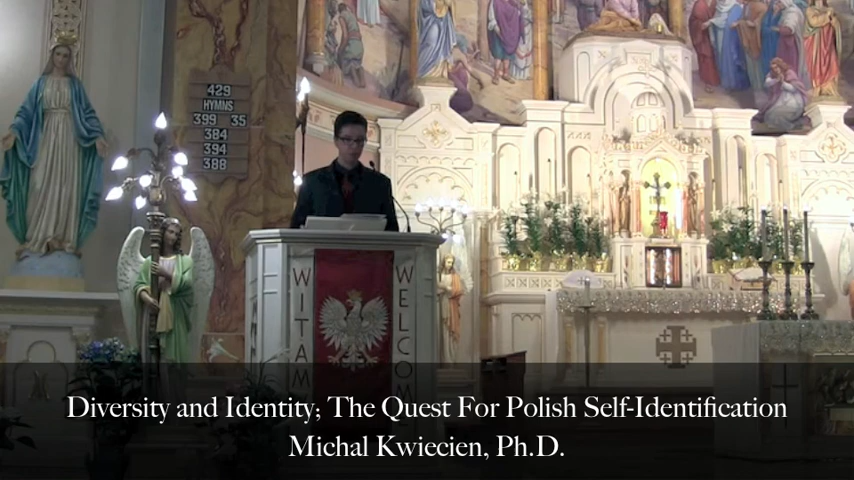 429
HYMNS
399 35
384
394
388
WITAM
WELCOM
Diversity and Identity; The Quest For Polish Self-Identification
Michal Kwiecien, Ph.D.